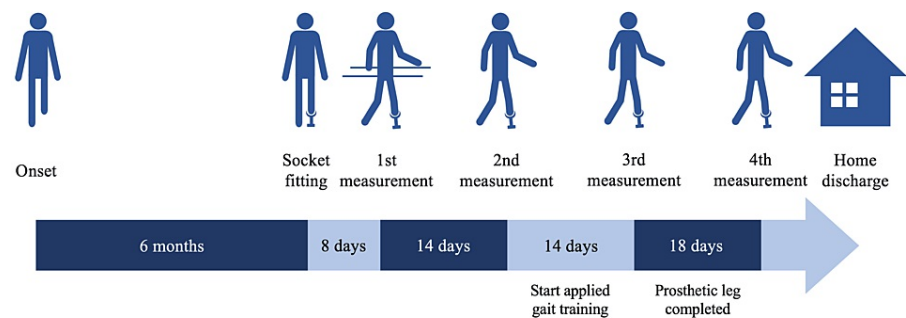 Onset
Socket
fitting
1st
measurement
2nd
measurement
3rd
measurement
4th
measurement
Home
discharge
6 months
8 days
14 days
14 days
18 days
Start applied
gait training
Prosthetic leg
completed